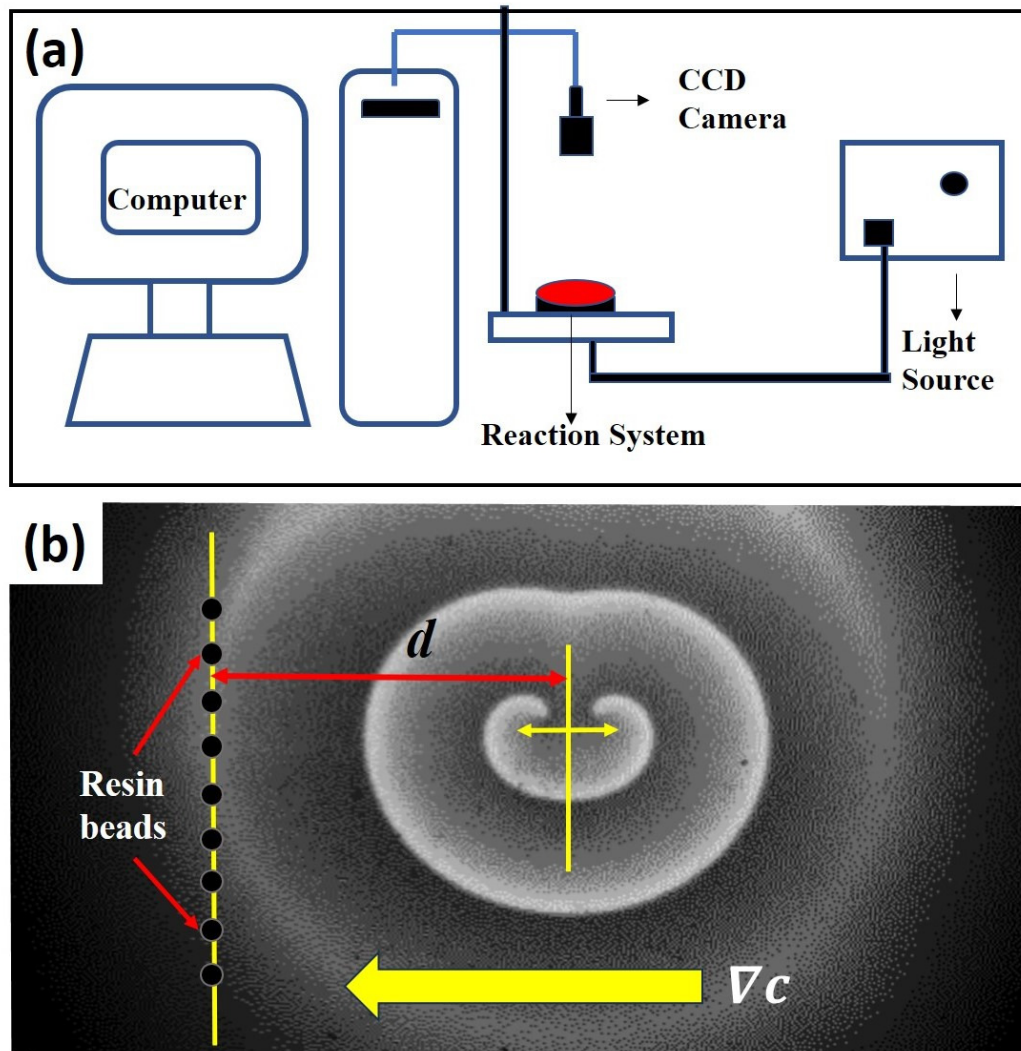 (a)
CCD
Camera
Computer
Light
Source
Reaction System
(b)
d
Resin
beads
∇c